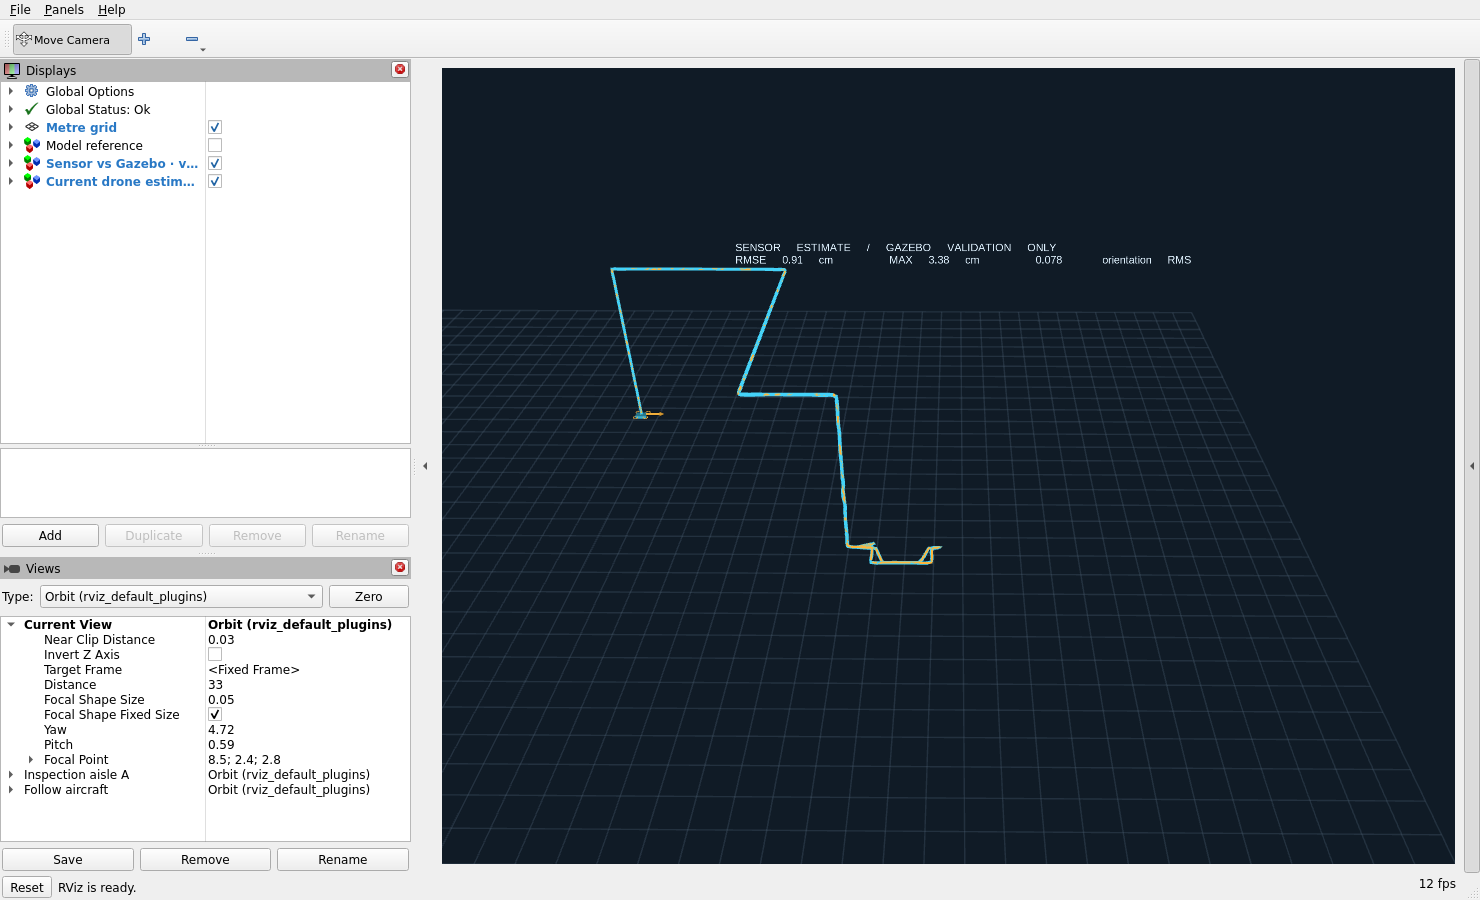 File Panels Help
Move Camera
Displays
Global Options
Global Status: Ok
Metre grid
Model reference
Sensor vs Gazebo · v...
Current drone estim...
Add Duplicate Remove Rename
Views
Type: Orbit (rviz_default_plugins) Zero
Current View Orbit (rviz_default_plugins)
Near Clip Distance 0.03
Invert Z Axis
Target Frame <Fixed Frame>
Distance 33
Focal Shape Size 0.05
Focal Shape Fixed Size
Yaw 4.72
Pitch 0.59
Focal Point 8.5; 2.4; 2.8
Inspection aisle A Orbit (rviz_default_plugins)
Follow aircraft Orbit (rviz_default_plugins)
Save Remove Rename
Reset RViz is ready.
SENSOR ESTIMATE / GAZEBO VALIDATION ONLY
RMSE 0.91 cm MAX 3.38 cm 0.078 orientation RMS
12 fps